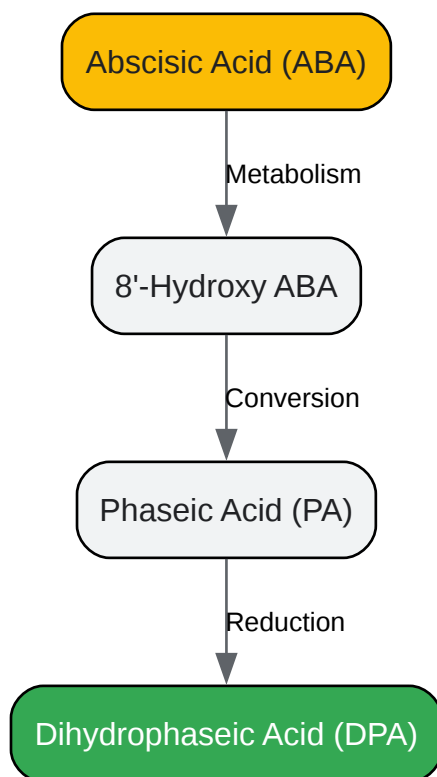 Abscisic Acid (ABA)
Metabolism
8'-Hydroxy ABA
Conversion
Phaseic Acid (PA)
Reduction
Dihydrophaseic Acid (DPA)